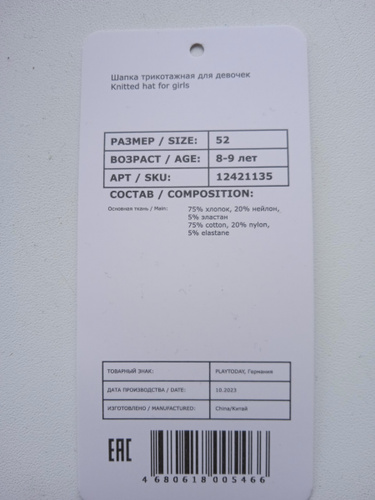 Шапка трикотажная для девочек
Knitted hat for girls
РАЗМЕР / SIZE: 52
ВОЗРАСТ / AGE: 8-9 лет
АРТ / SKU: 12421135
СОСТАВ / COMPOSITION:
Основная ткань / Main: 75% хлопок, 20% нейлон,
5% эластан
75% cotton, 20% nylon,
5% elastane
ТОВАРНЫЙ ЗНАК: PLAYTODAY, Германия
ДАТА ПРОИЗВОДСТВА / DATE: 10.2023
ИЗГОТОВЛЕНО / MANUFACTURED: China/Китай
EAC
4 680618 005466